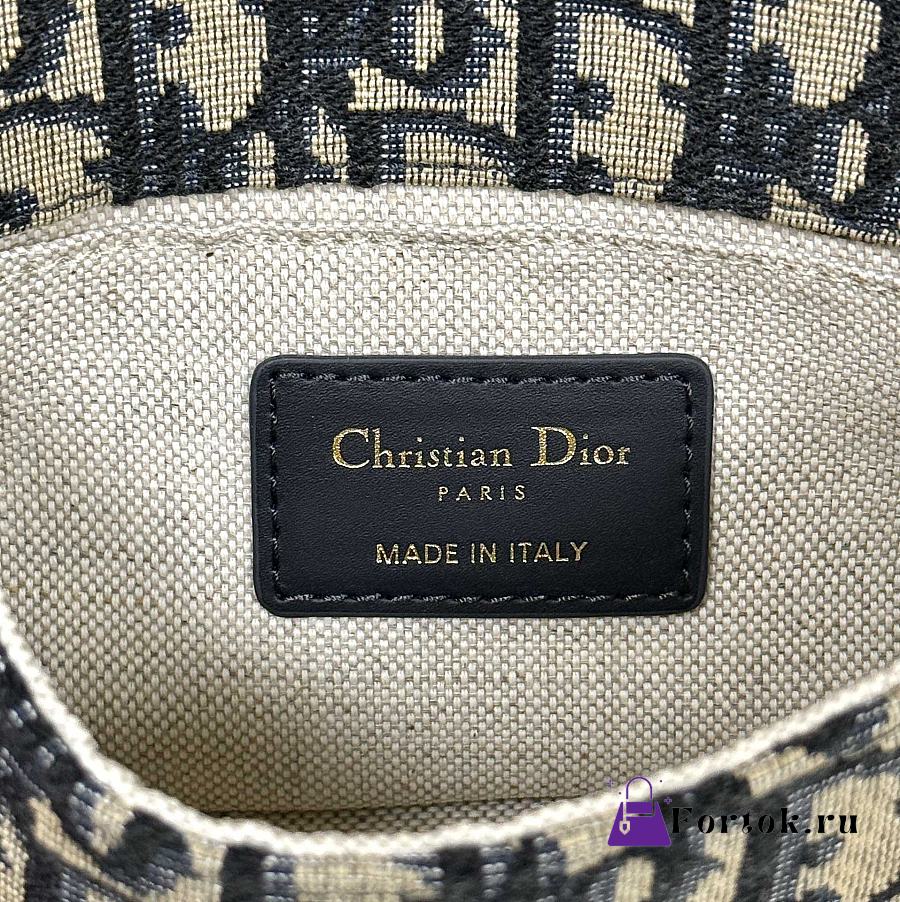 Christian Dior
PARIS
MADE IN ITALY
Fortok.ru